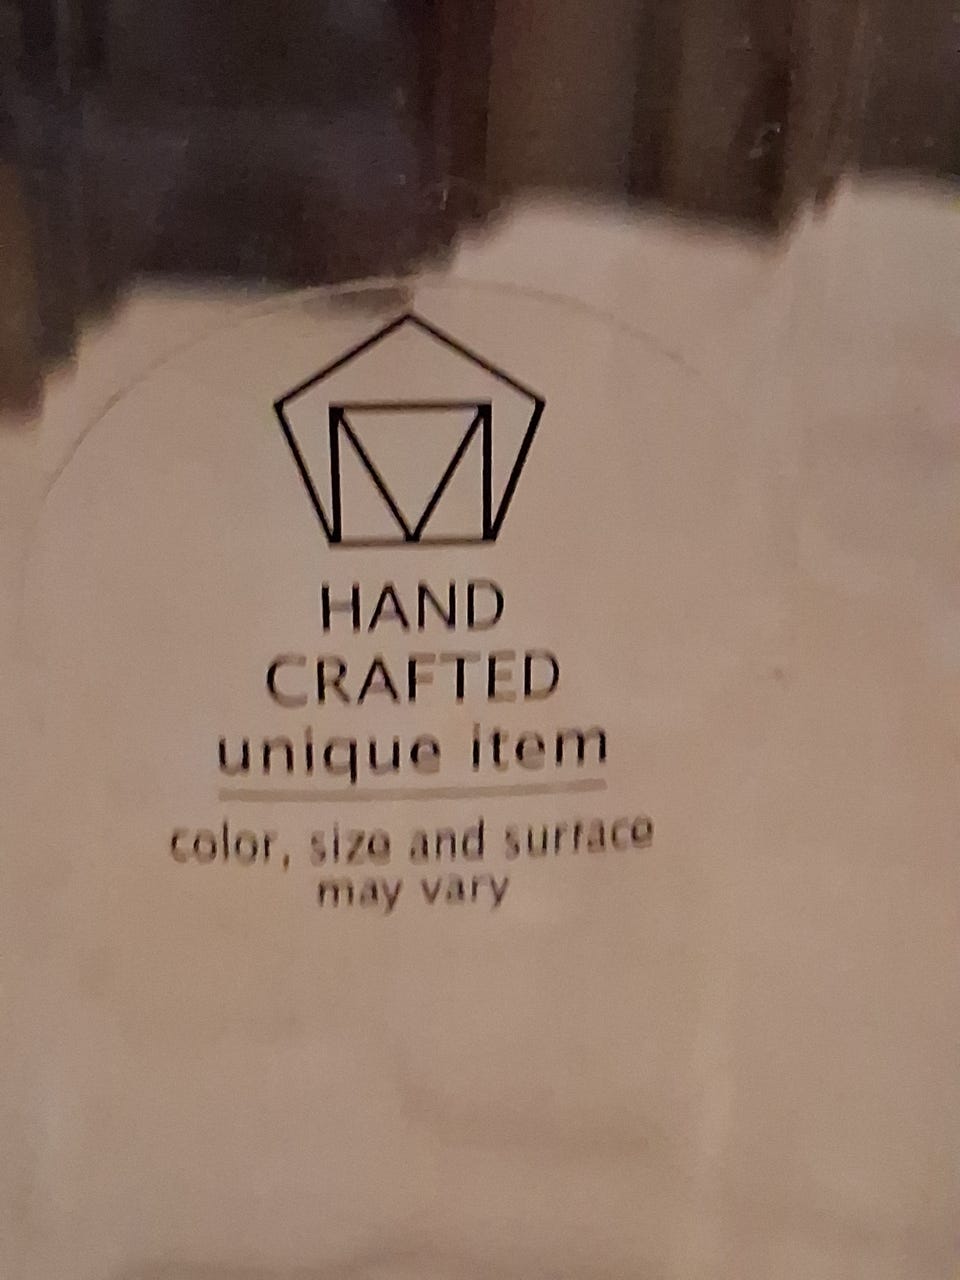 HAND
CRAFTED
unique item
color, size and surface
may vary